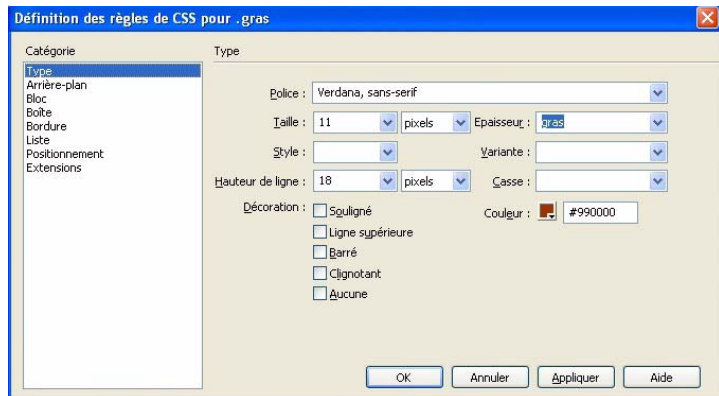 Définition des règles de CSS pour .gras
Catégorie
Type
Arrière-plan
Bloc
Boîte
Bordure
Liste
Positionnement
Extensions
Type
Police : Verdana, sans-serif
Taille : 11 pixels Epaisseur : gras
Style : Variante :
Hauteur de ligne : 18 pixels Casse :
Décoration : Souligné Couleur : #990000
Ligne supérieure
Barré
Clignotant
Aucune
OK Annuler Appliquer Aide